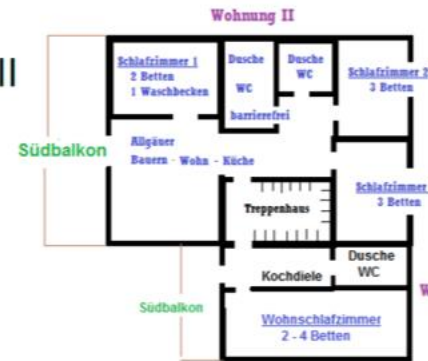 Wohnung II
II
Schlafzimmer 1
2 Betten
1 Waschbecken
Dusche
WC
barrierefrei
Dusche
WC
Schlafzimmer 2
3 Betten
Südbalkon
Allgäuer
Bauern - Wohn - Küche
Schlafzimmer
3 Betten
Treppenhaus
Dusche
WC
Kochdiele
Südbalkon
Wohnschlafzimmer
2 - 4 Betten